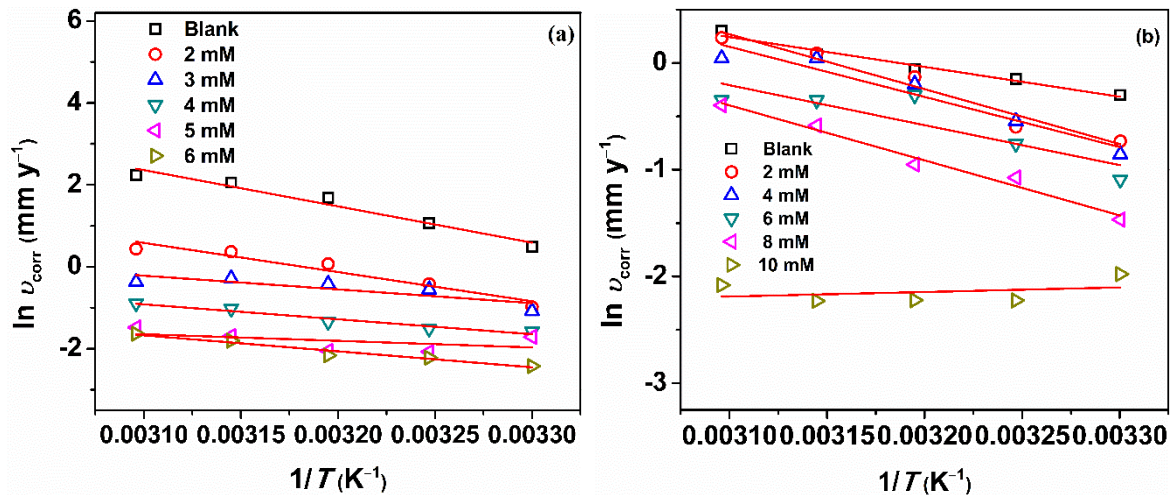 (a)
Blank
2 mM
3 mM
4 mM
5 mM
6 mM
6
4
2
0
-2
ln υcorr (mm y⁻¹)
0.00310 0.00315 0.00320 0.00325 0.00330
1/T (K⁻¹)
(b)
Blank
2 mM
4 mM
6 mM
8 mM
10 mM
0
-1
-2
-3
ln υcorr (mm y⁻¹)
0.00310 0.00315 0.00320 0.00325 0.00330
1/T (K⁻¹)